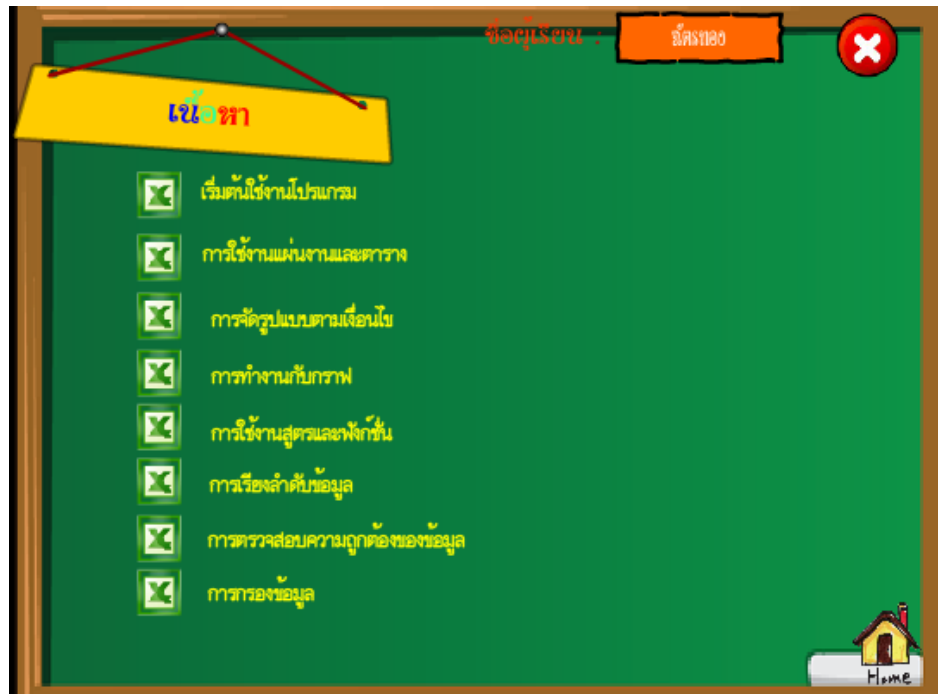 ชื่อผู้เรียน :
ฉัตรทอง
เนื้อหา
เริ่มต้นใช้งานโปรแกรม
การใช้งานแผ่นงานและตาราง
การจัดรูปแบบตามเงื่อนไข
การทำงานกับกราฟ
การใช้งานสูตรและฟังก์ชั่น
การเรียงลำดับข้อมูล
การตรวจสอบความถูกต้องของข้อมูล
การกรองข้อมูล
Home